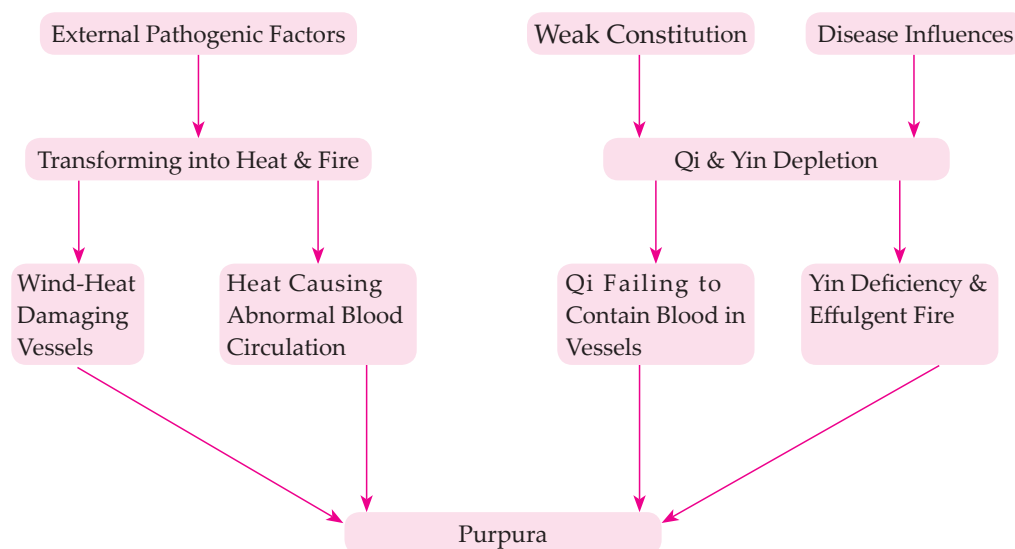 External Pathogenic Factors
Weak Constitution
Disease Influences
Transforming into Heat & Fire
Qi & Yin Depletion
Wind-Heat
Damaging
Vessels
Heat Causing
Abnormal Blood
Circulation
Qi Failing to
Contain Blood in
Vessels
Yin Deficiency &
Effulgent Fire
Purpura